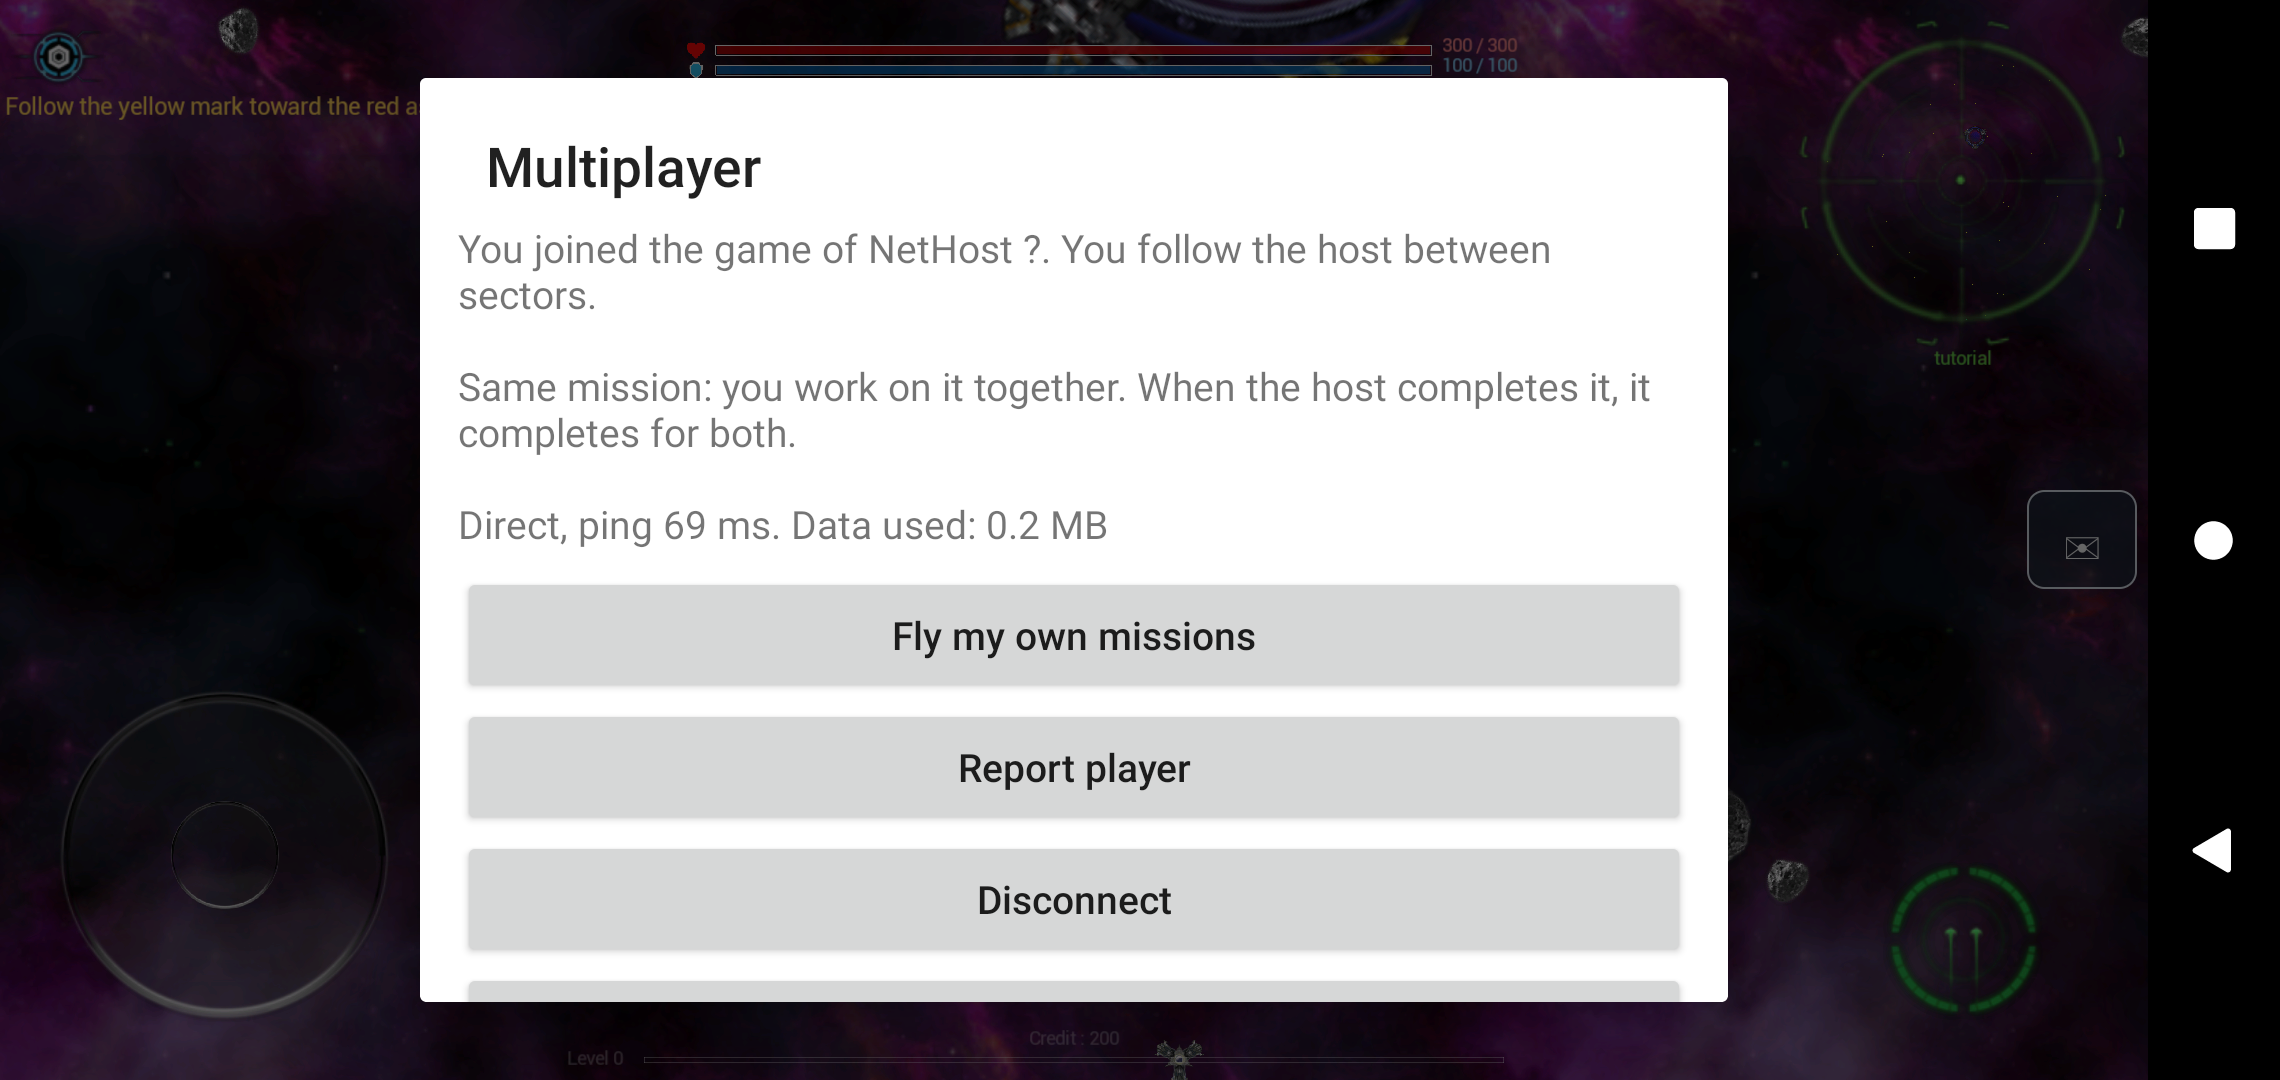 300 / 300
100 / 100
Follow the yellow mark toward the red a
Multiplayer
You joined the game of NetHost ?. You follow the host between
sectors.
Same mission: you work on it together. When the host completes it, it
completes for both.
Direct, ping 69 ms. Data used: 0.2 MB
tutorial
Fly my own missions
Report player
Disconnect
Credit : 200
Level 0